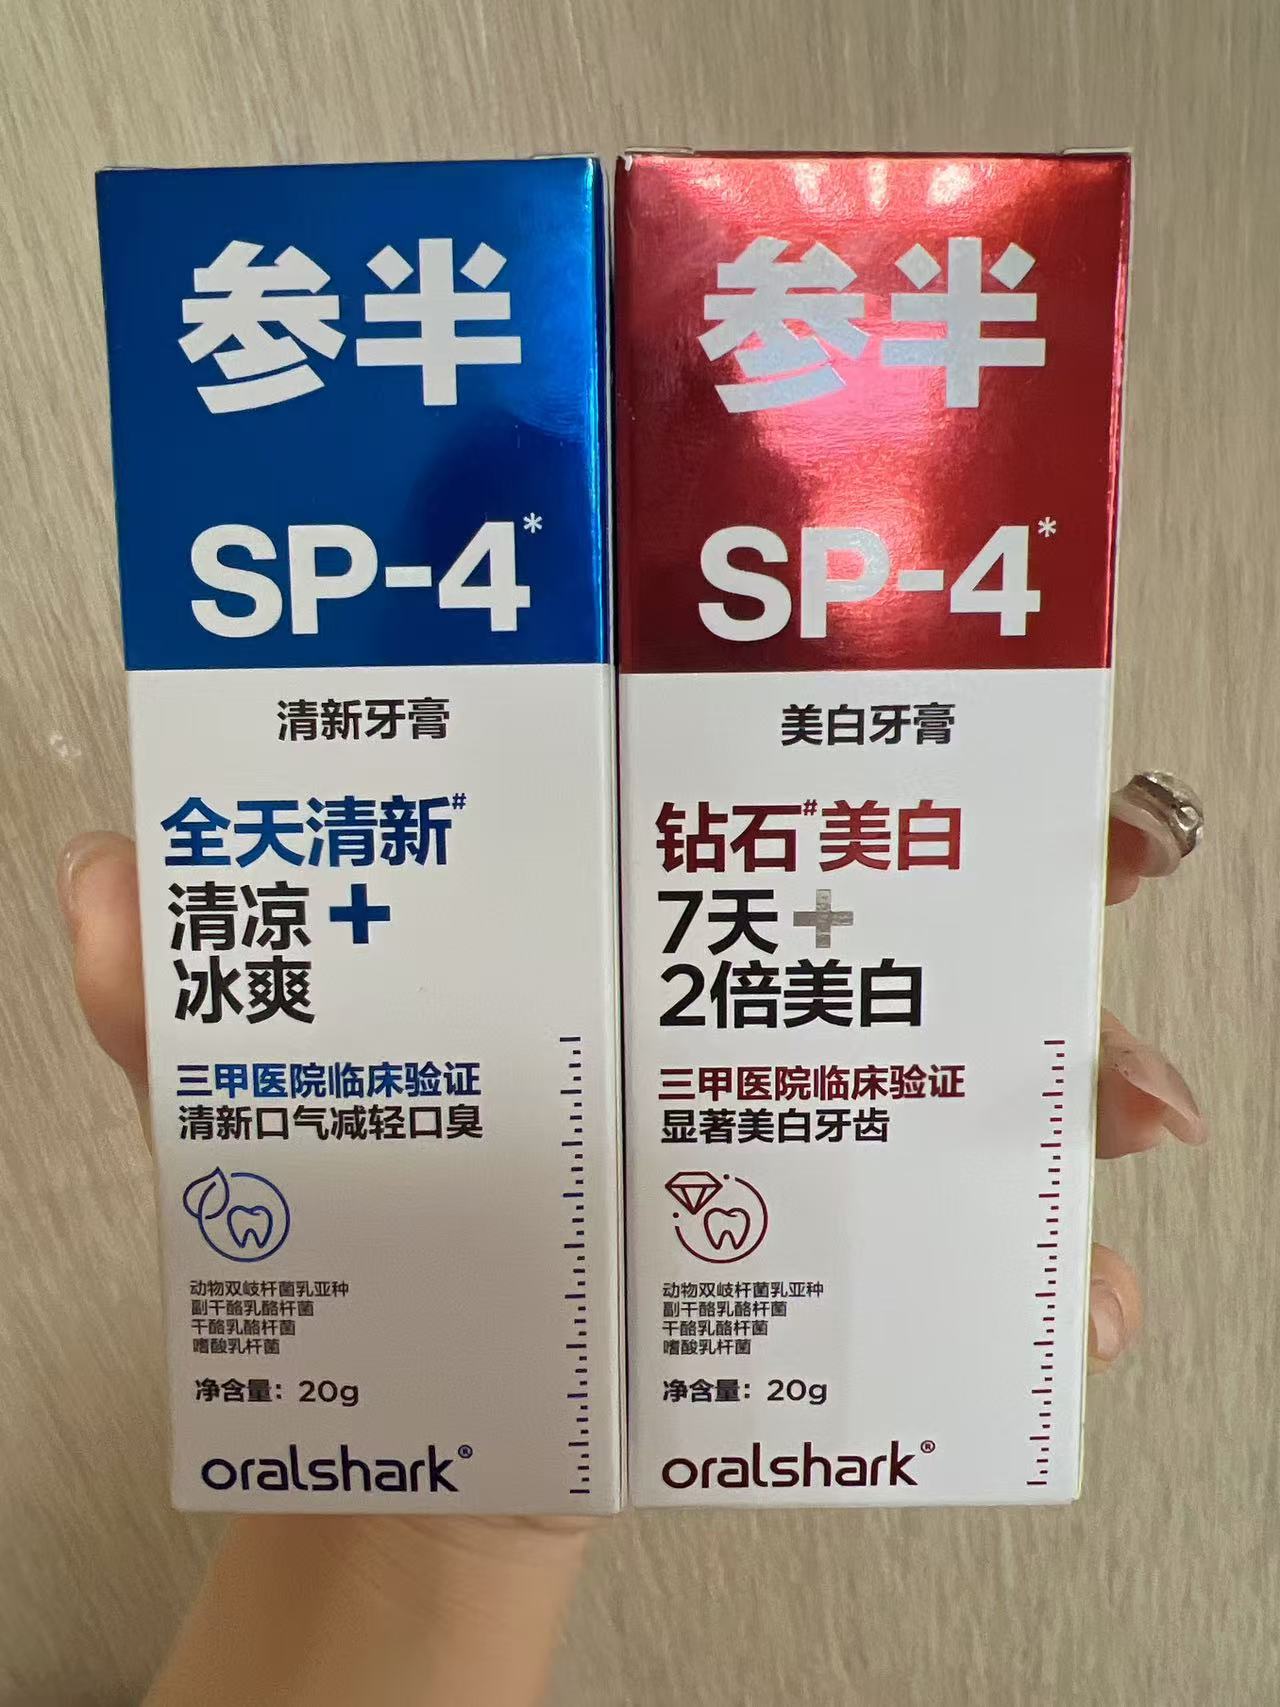 参半
SP-4*
清新牙膏
全天清新#
清凉+
冰爽
三甲医院临床验证
清新口气减轻口臭
动物双歧杆菌乳亚种
副干酪乳酪杆菌
干酪乳酪杆菌
嗜酸乳杆菌
净含量：20g
oralshark®
参半
SP-4*
美白牙膏
钻石#美白
7天+
2倍美白
三甲医院临床验证
显著美白牙齿
动物双歧杆菌乳亚种
副干酪乳酪杆菌
干酪乳酪杆菌
嗜酸乳杆菌
净含量：20g
oralshark®